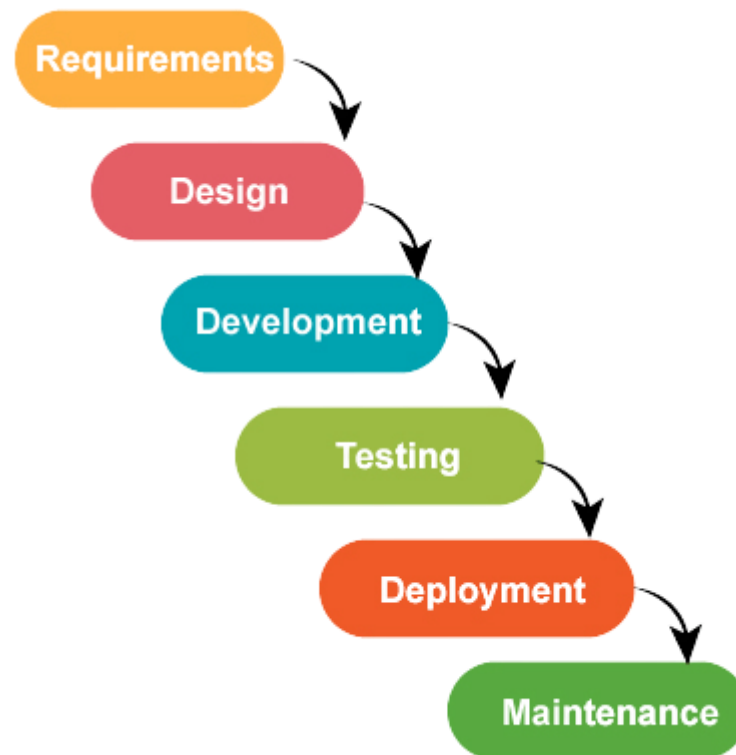 Requirements
Design
Development
Testing
Deployment
Maintenance